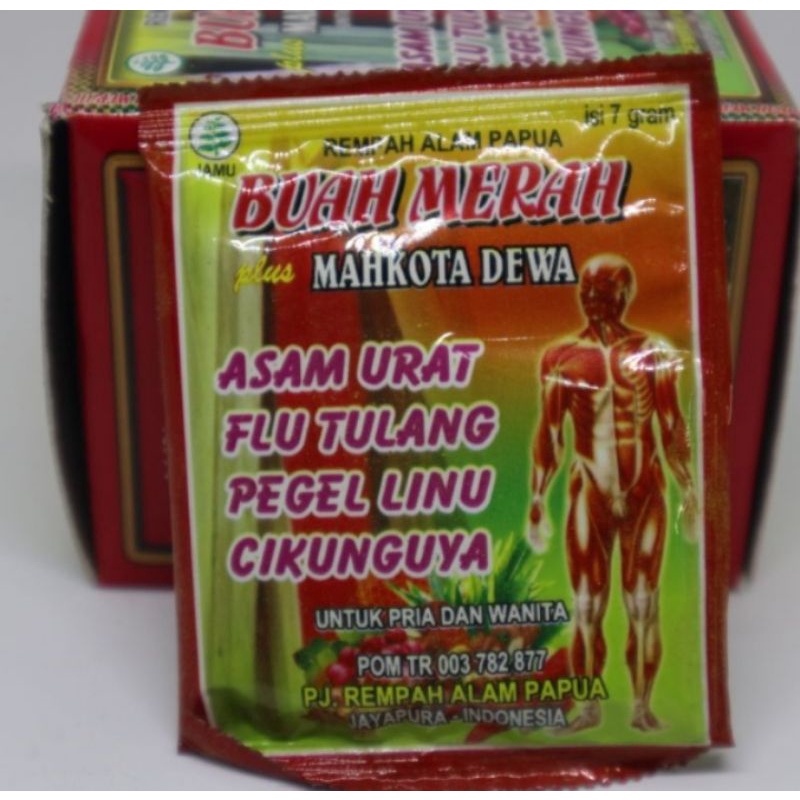 isi 7 gram
JAMU
REMPAH ALAM PAPUA
BUAH MERAH
plus MAHKOTA DEWA
ASAM URAT
FLU TULANG
PEGEL LINU
CIKUNGUYA
UNTUK PRIA DAN WANITA
POM TR 003 782 877
PJ. REMPAH ALAM PAPUA
JAYAPURA - INDONESIA